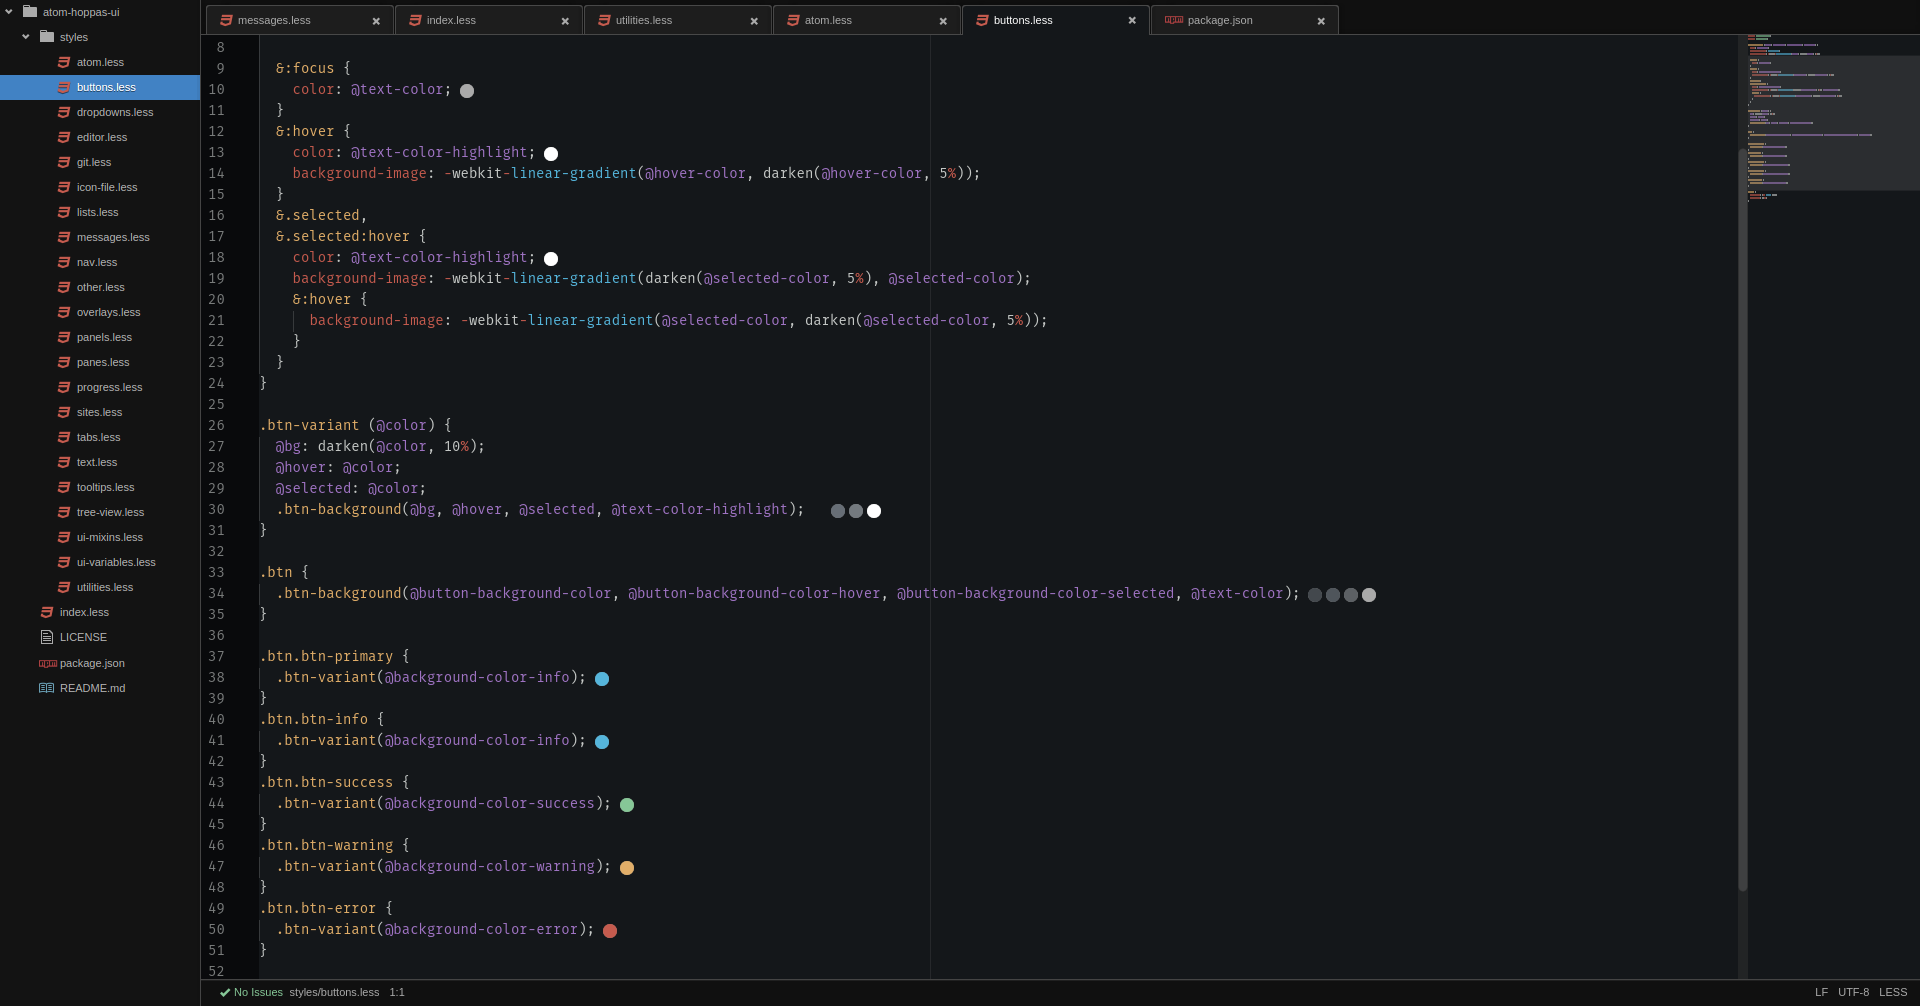 atom-hoppas-ui
styles
atom.less
buttons.less
dropdowns.less
editor.less
git.less
icon-file.less
lists.less
messages.less
nav.less
other.less
overlays.less
panels.less
panes.less
progress.less
sites.less
tabs.less
text.less
tooltips.less
tree-view.less
ui-mixins.less
ui-variables.less
utilities.less
index.less
LICENSE
package.json
README.md
messages.less index.less utilities.less atom.less buttons.less package.json
8
9 &:focus {
10 color: @text-color;
11 }
12 &:hover {
13 color: @text-color-highlight;
14 background-image: -webkit-linear-gradient(@hover-color, darken(@hover-color, 5%));
15 }
16 &.selected,
17 &.selected:hover {
18 color: @text-color-highlight;
19 background-image: -webkit-linear-gradient(darken(@selected-color, 5%), @selected-color);
20 &:hover {
21 background-image: -webkit-linear-gradient(@selected-color, darken(@selected-color, 5%));
22 }
23 }
24 }
25
26 .btn-variant (@color) {
27 @bg: darken(@color, 10%);
28 @hover: @color;
29 @selected: @color;
30 .btn-background(@bg, @hover, @selected, @text-color-highlight);
31 }
32
33 .btn {
34 .btn-background(@button-background-color, @button-background-color-hover, @button-background-color-selected, @text-color);
35 }
36
37 .btn.btn-primary {
38 .btn-variant(@background-color-info);
39 }
40 .btn.btn-info {
41 .btn-variant(@background-color-info);
42 }
43 .btn.btn-success {
44 .btn-variant(@background-color-success);
45 }
46 .btn.btn-warning {
47 .btn-variant(@background-color-warning);
48 }
49 .btn.btn-error {
50 .btn-variant(@background-color-error);
51 }
52
No Issues styles/buttons.less 1:1 LF UTF-8 LESS